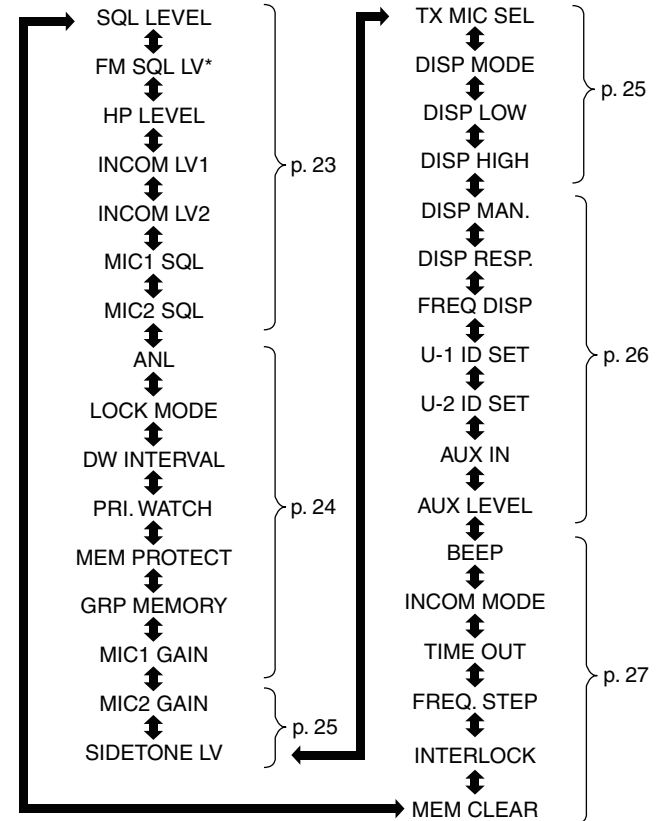 SQL LEVEL
FM SQL LV*
HP LEVEL
INCOM LV1
INCOM LV2
MIC1 SQL
MIC2 SQL
p. 23
ANL
LOCK MODE
DW INTERVAL
PRI. WATCH
MEM PROTECT
GRP MEMORY
MIC1 GAIN
p. 24
MIC2 GAIN
SIDETONE LV
p. 25
TX MIC SEL
DISP MODE
DISP LOW
DISP HIGH
p. 25
DISP MAN.
DISP RESP.
FREQ DISP
U-1 ID SET
U-2 ID SET
AUX IN
AUX LEVEL
p. 26
BEEP
INCOM MODE
TIME OUT
FREQ. STEP
INTERLOCK
MEM CLEAR
p. 27